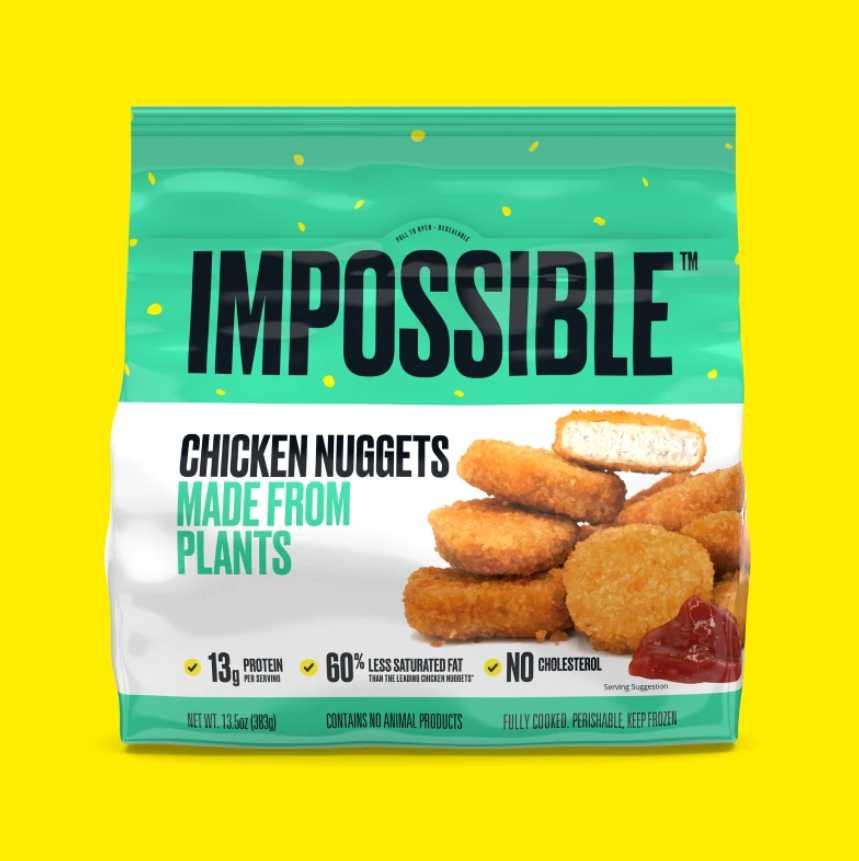 PULL TO OPEN - RESEALABLE
IMPOSSIBLE™
CHICKEN NUGGETS
MADE FROM
PLANTS
13g PROTEIN
PER SERVING
60% LESS SATURATED FAT
THAN THE LEADING CHICKEN NUGGETS*
NO CHOLESTEROL
Serving Suggestion
NET WT. 13.5oz (383g)
CONTAINS NO ANIMAL PRODUCTS
FULLY COOKED. PERISHABLE, KEEP FROZEN